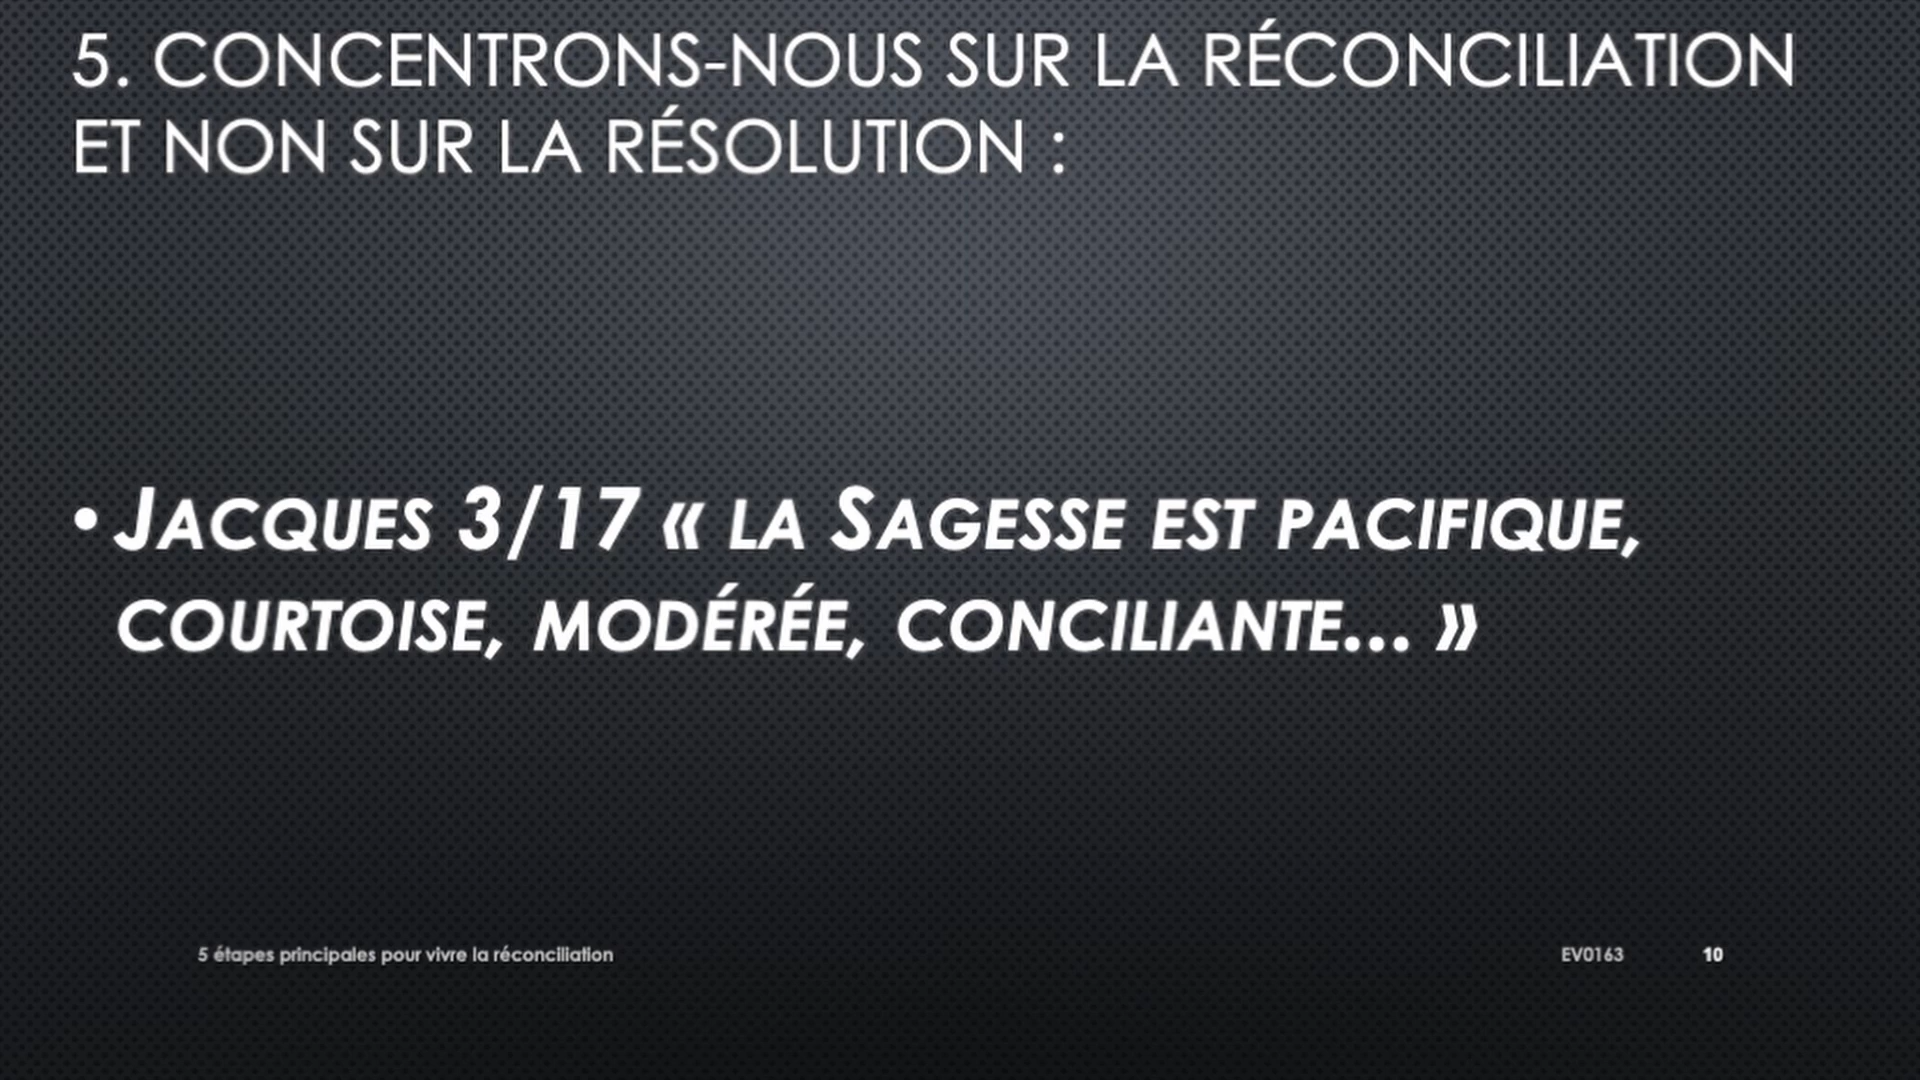 5. CONCENTRONS-NOUS SUR LA RÉCONCILIATION
ET NON SUR LA RÉSOLUTION :
• JACQUES 3/17 « LA SAGESSE EST PACIFIQUE,
COURTOISE, MODÉRÉE, CONCILIANTE... »
5 étapes principales pour vivre la réconciliation
EV0163
10